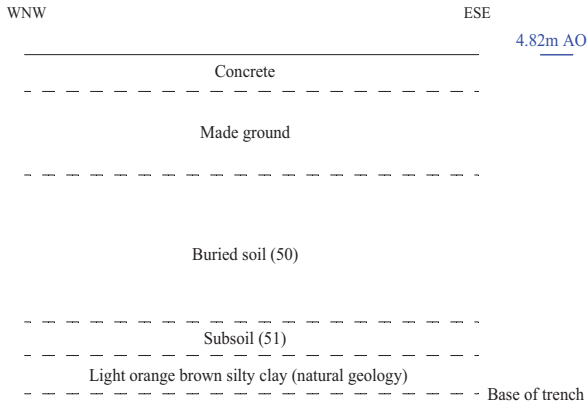 WNW
ESE
4.82m AO
Concrete
Made ground
Buried soil (50)
Subsoil (51)
Light orange brown silty clay (natural geology)
Base of trench